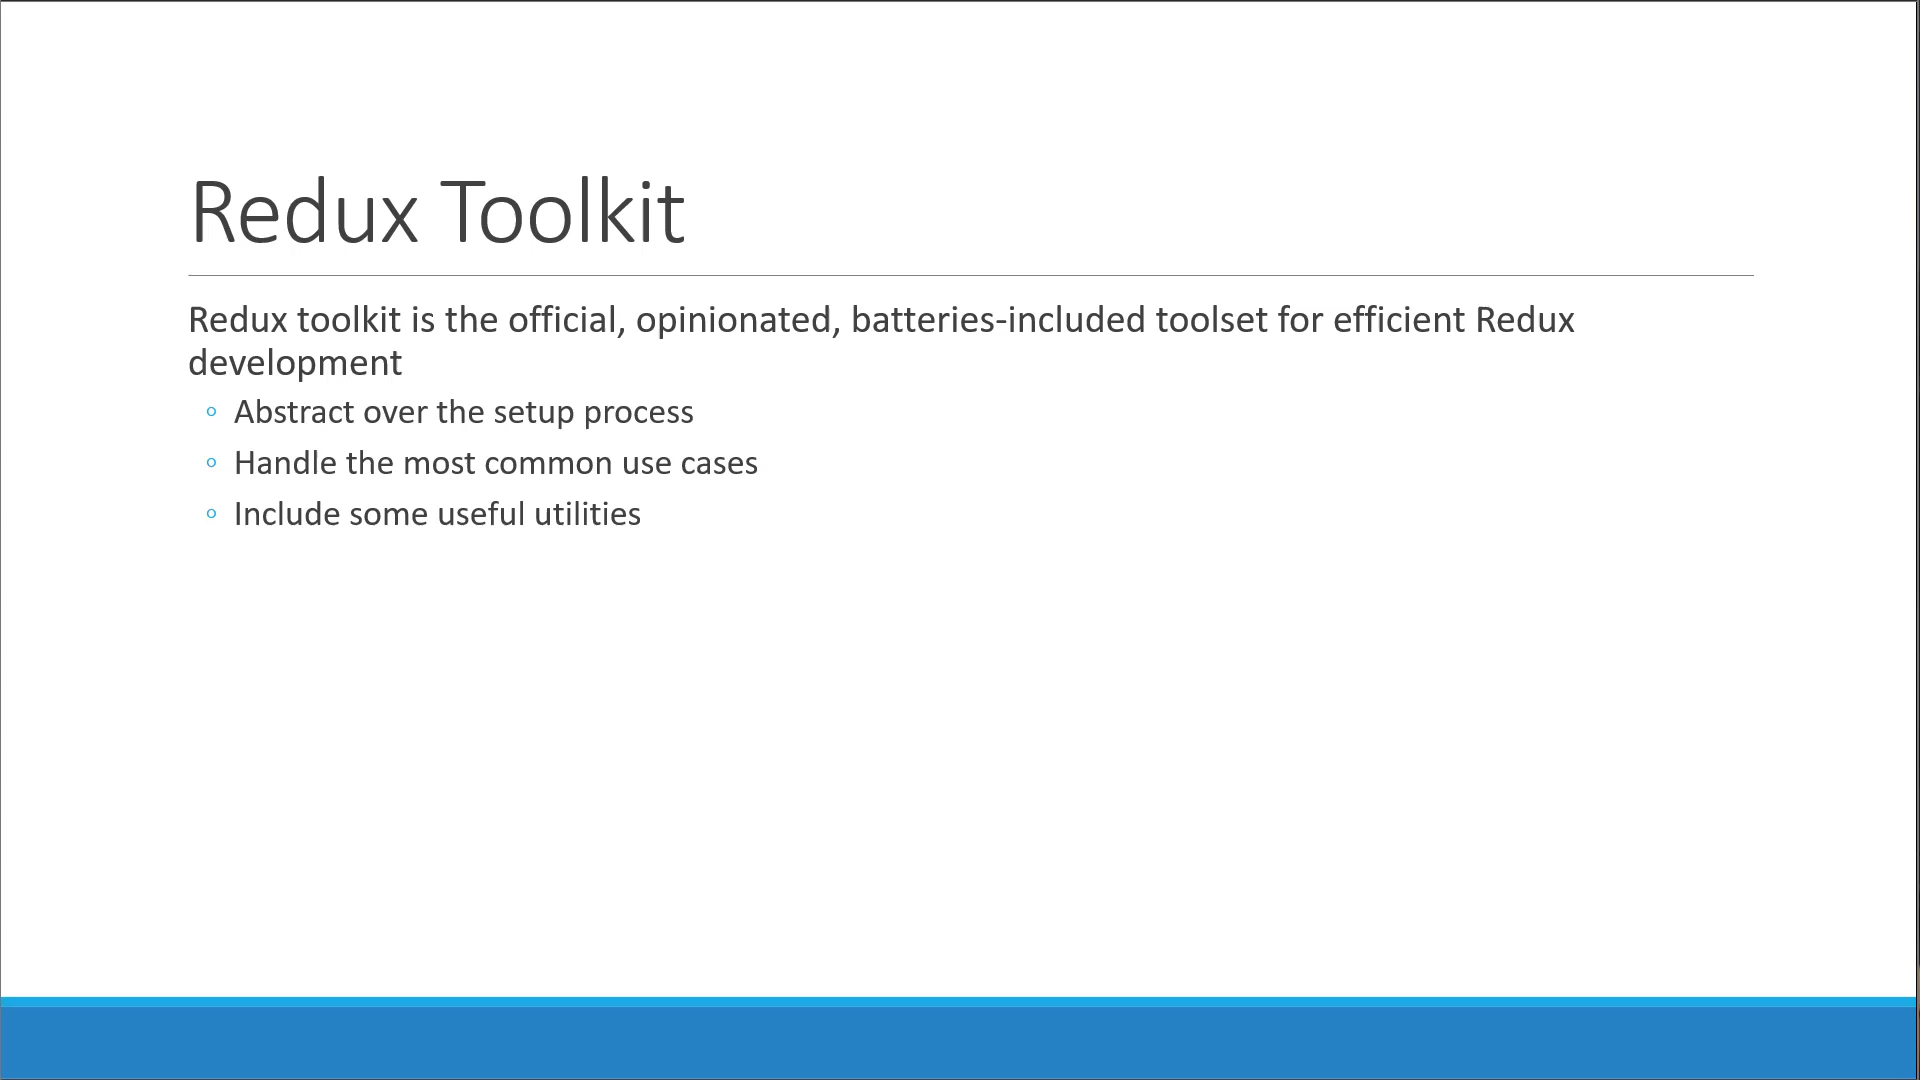 Redux Toolkit
Redux toolkit is the official, opinionated, batteries-included toolset for efficient Redux
development
◦ Abstract over the setup process
◦ Handle the most common use cases
◦ Include some useful utilities